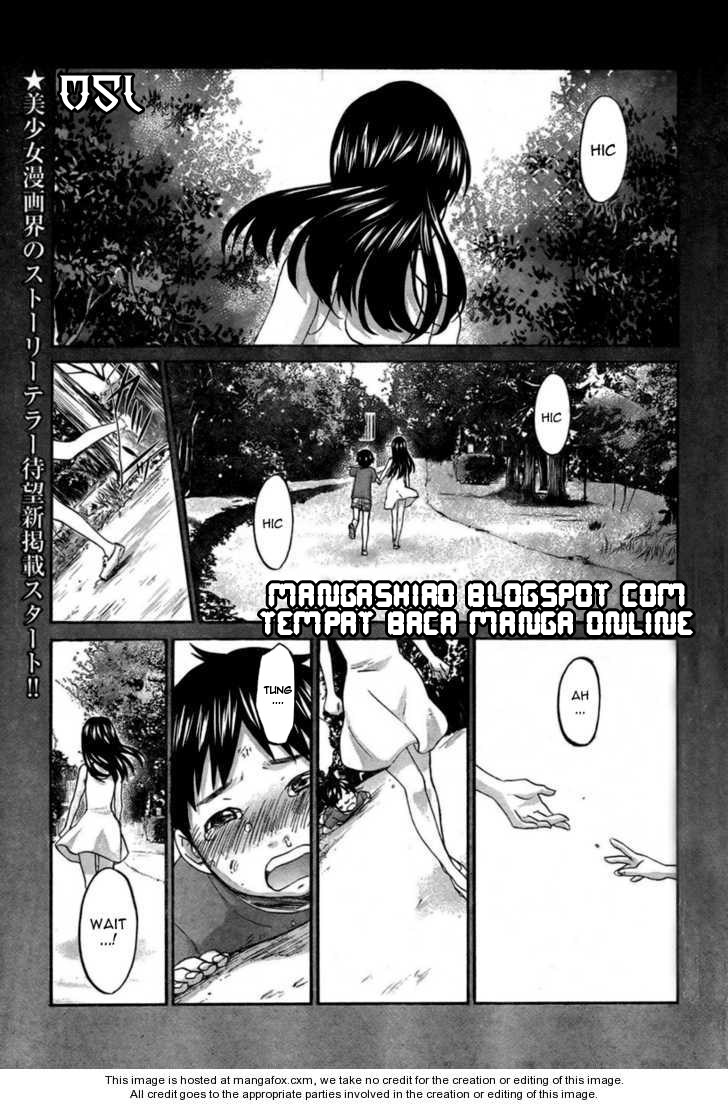 ★美少女漫画界のストーリーテラー待望新掲載スタート!!
MSL
HIC
HIC
HIC
MANGASHIRO BLOGSPOT COM
TEMPAT BACA MANGA ONLINE
AH
...
TUNG
....
WAIT
...!
This image is hosted at mangafox.cxm, we take no credit for the creation or editing of this image.
All credit goes to the appropriate parties involved in the creation or editing of this image.